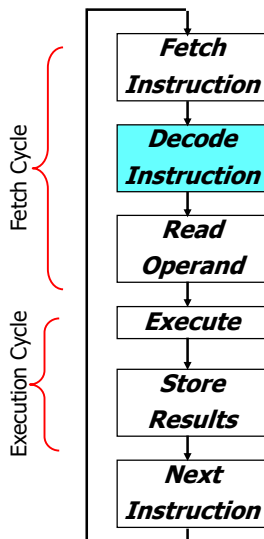 Fetch
Instruction
Decode
Instruction
Read
Operand
Execute
Store
Results
Next
Instruction
Fetch Cycle
Execution Cycle